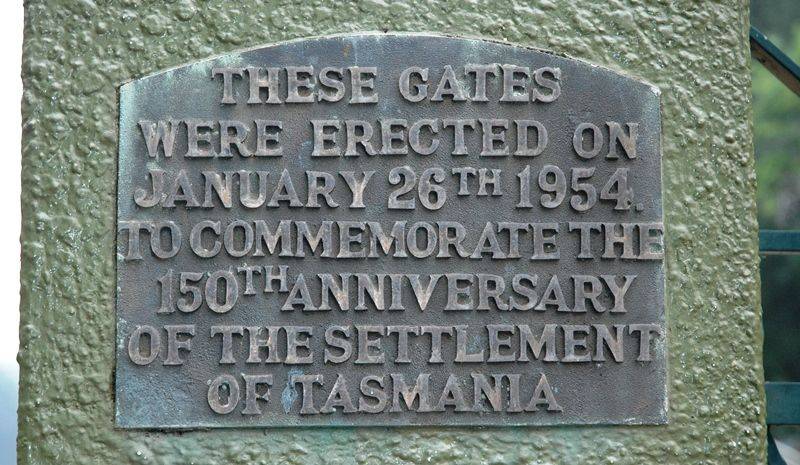 THESE GATES
WERE ERECTED ON
JANUARY 26TH 1954.
TO COMMEMORATE THE
150TH ANNIVERSARY
OF THE SETTLEMENT
OF TASMANIA